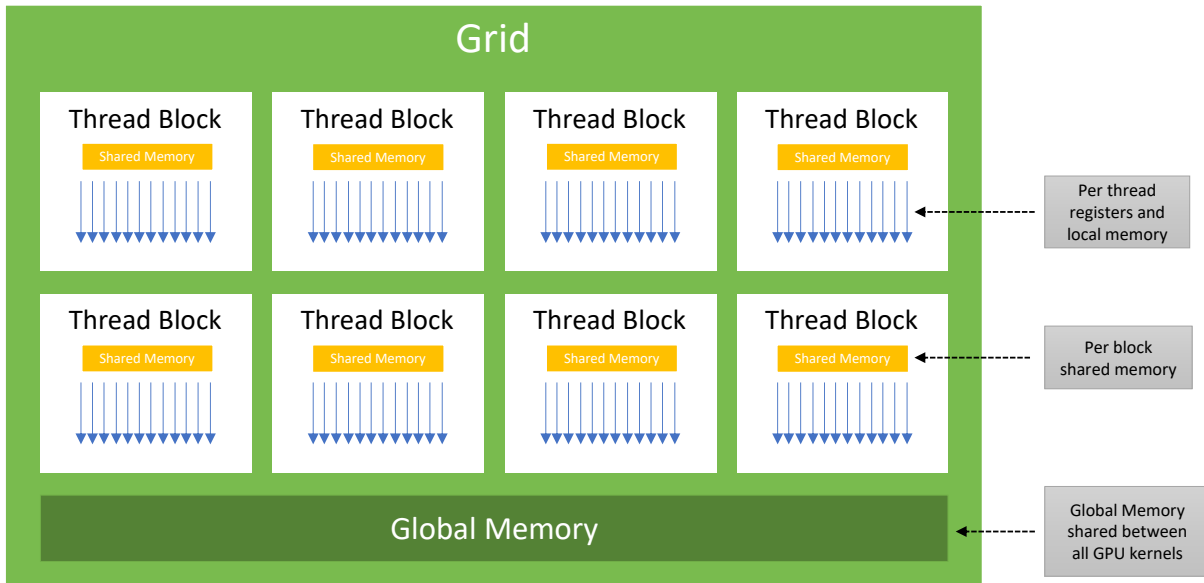 Grid
Thread Block
Thread Block
Thread Block
Thread Block
Shared Memory
Shared Memory
Shared Memory
Shared Memory
Per thread
registers and
local memory
Thread Block
Thread Block
Thread Block
Thread Block
Shared Memory
Shared Memory
Shared Memory
Shared Memory
Per block
shared memory
Global Memory
Global Memory
shared between
all GPU kernels